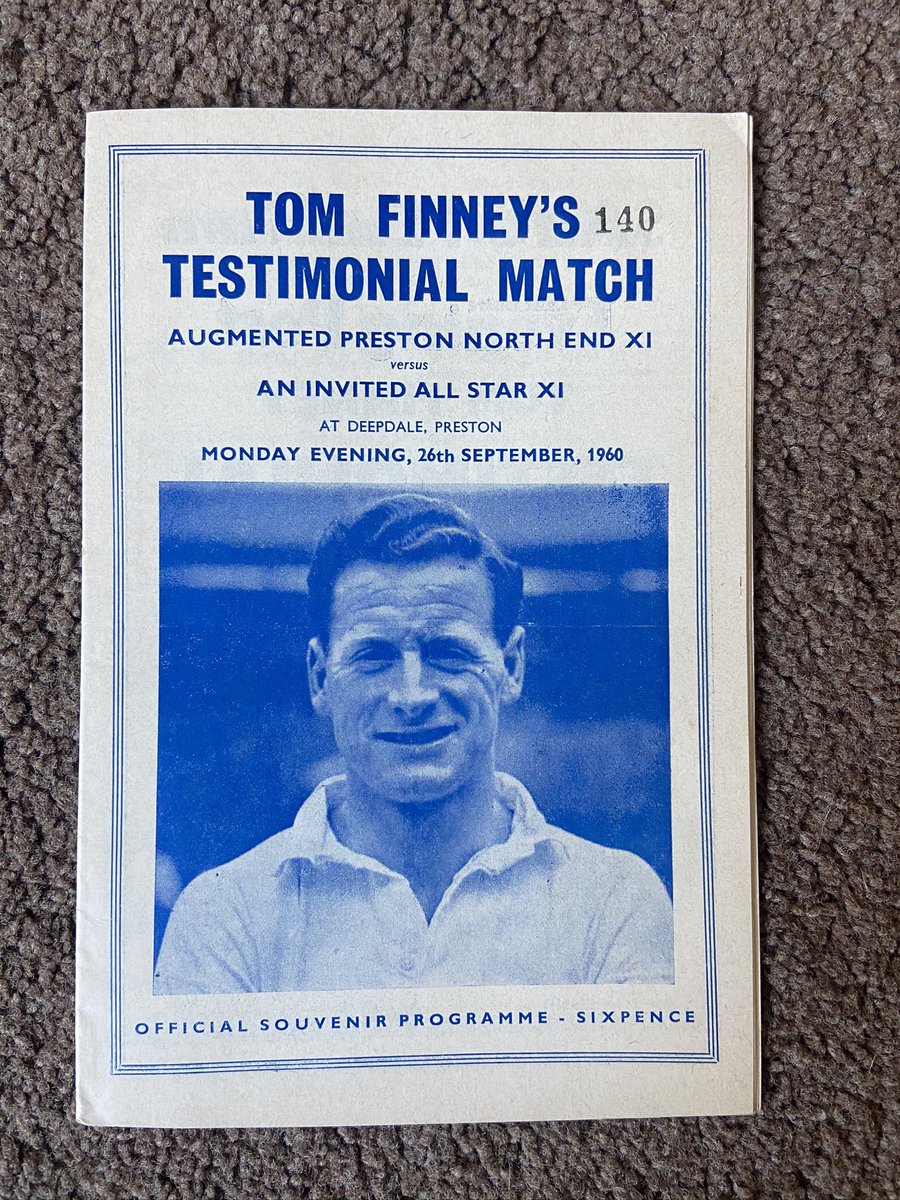 TOM FINNEY'S 140
TESTIMONIAL MATCH
AUGMENTED PRESTON NORTH END XI
versus
AN INVITED ALL STAR XI
AT DEEPDALE, PRESTON
MONDAY EVENING, 26th SEPTEMBER, 1960
OFFICIAL SOUVENIR PROGRAMME - SIXPENCE